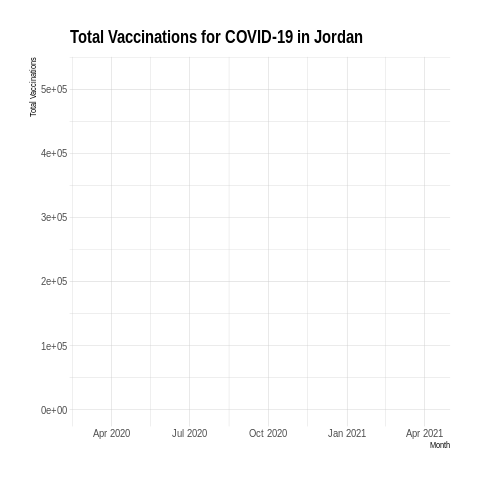 Total Vaccinations for COVID-19 in Jordan
Total Vaccinations
5e+05
4e+05
3e+05
2e+05
1e+05
0e+00
Apr 2020 Jul 2020 Oct 2020 Jan 2021 Apr 2021
Month